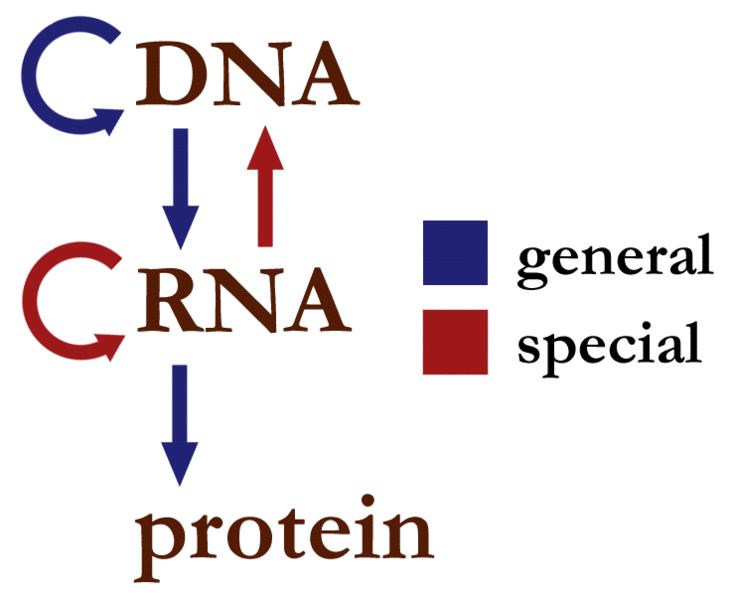 DNA
RNA
general
special
protein